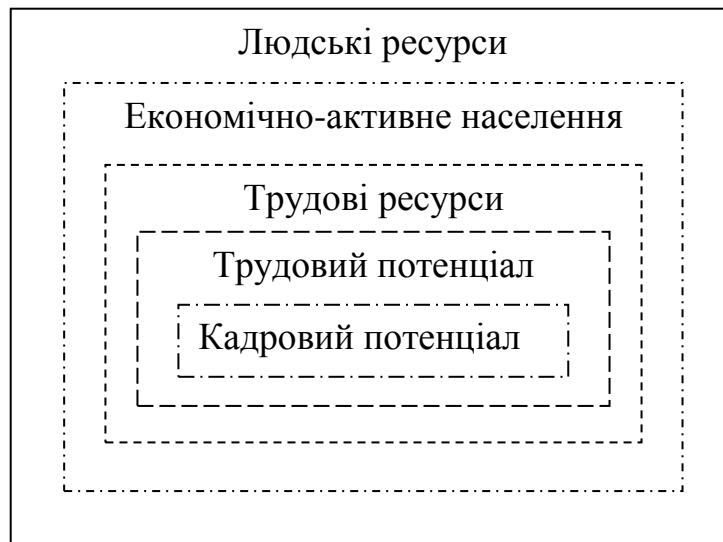 Людські ресурси
Економічно-активне населення
Трудові ресурси
Трудовий потенціал
Кадровий потенціал